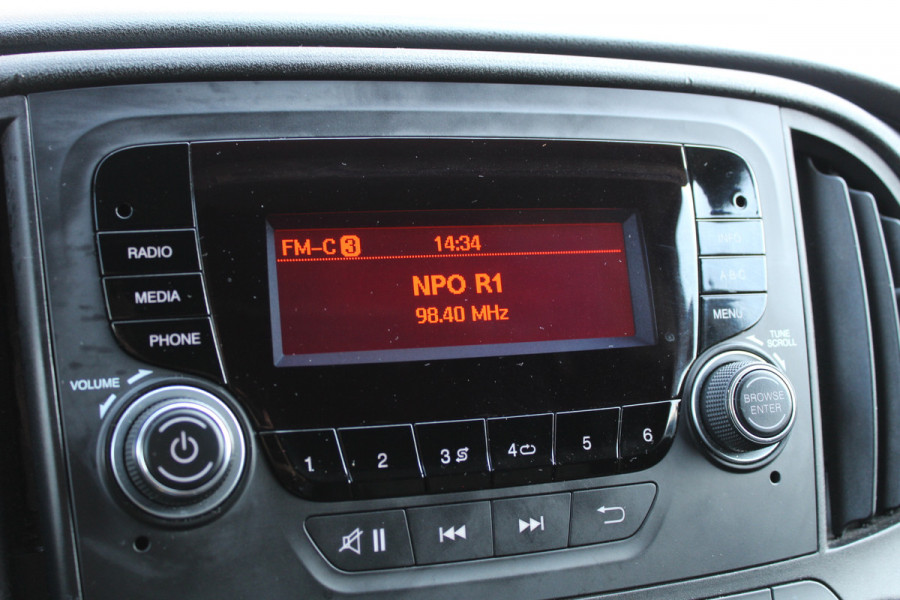 FM-C 3 14:34
NPO R1
98.40 MHz
RADIO
MEDIA
PHONE
VOLUME
INFO
A-B-C
MENU
TUNE
SCROLL
BROWSE
ENTER
1 2 3 4 5 6